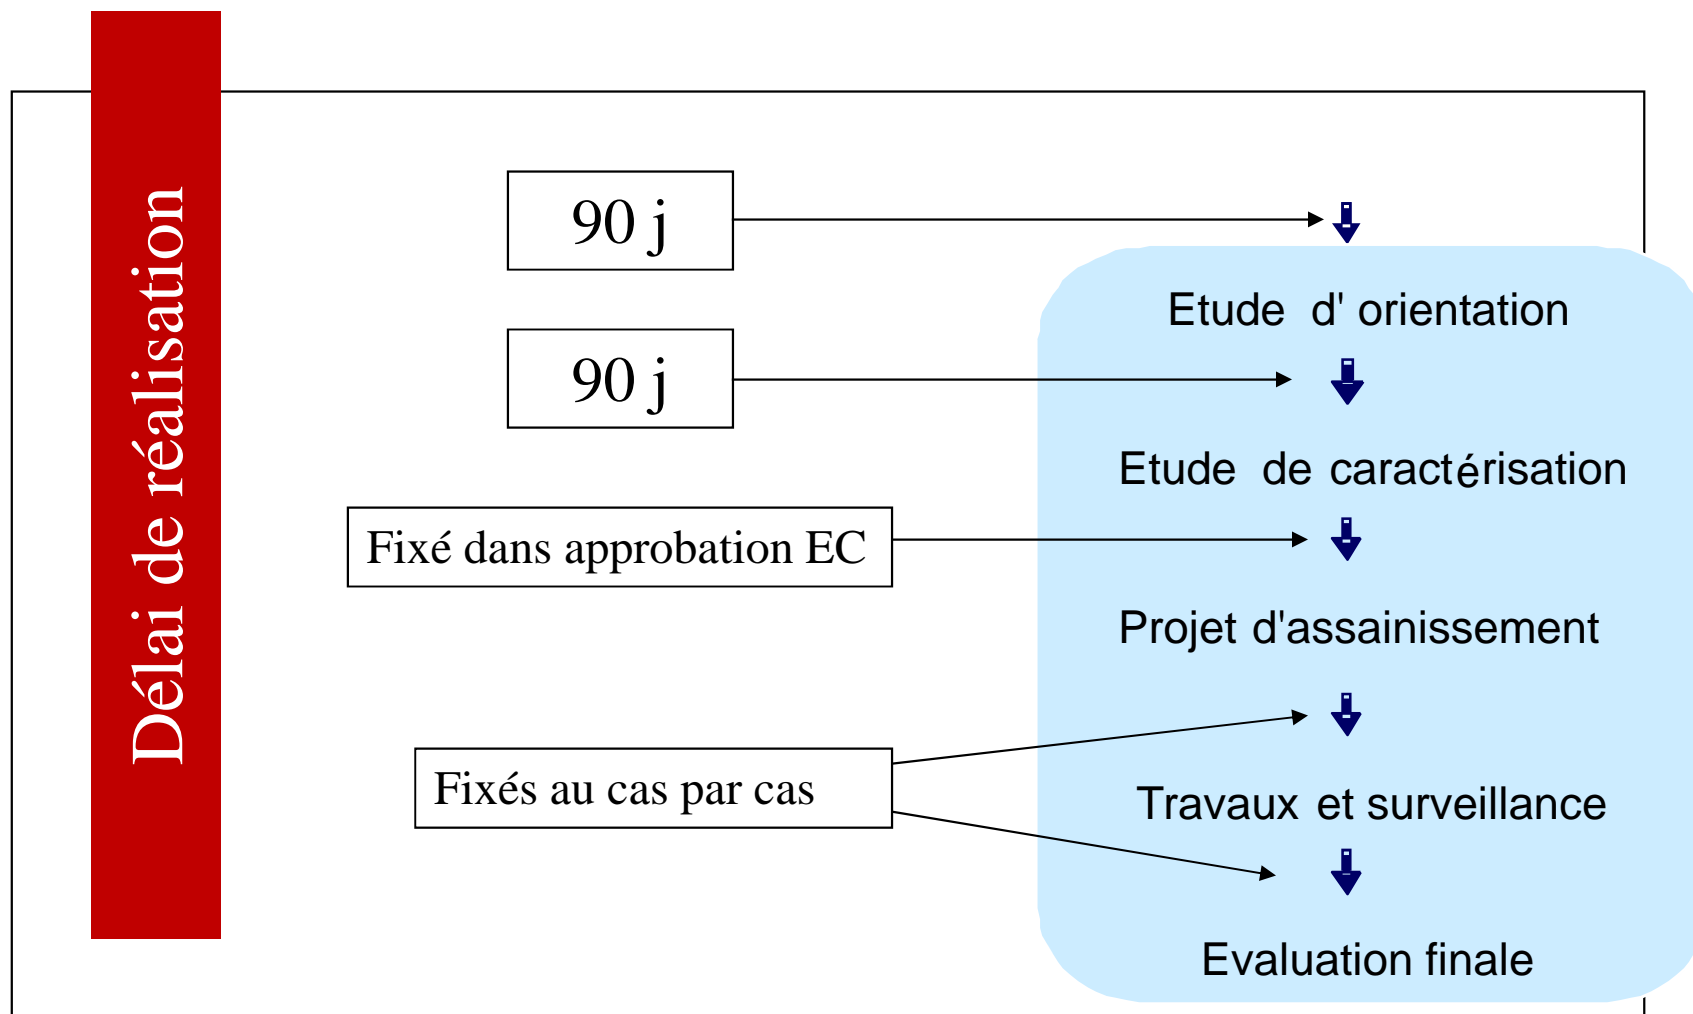 Délai de réalisation
90 j
Etude d' orientation
90 j
Etude de caractérisation
Fixé dans approbation EC
Projet d'assainissement
Fixés au cas par cas
Travaux et surveillance
Evaluation finale